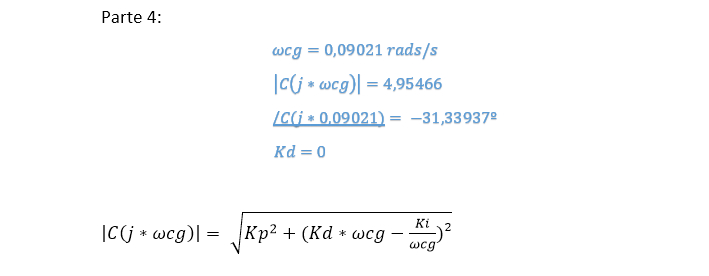 Parte 4:
ωcg = 0,09021 rads/s
|C(j * ωcg)| = 4,95466
/C(j * 0,09021) = −31,33937º
Kd = 0
|C(j * ωcg)| = √(Kp² + (Kd * ωcg − Ki/ωcg)²)